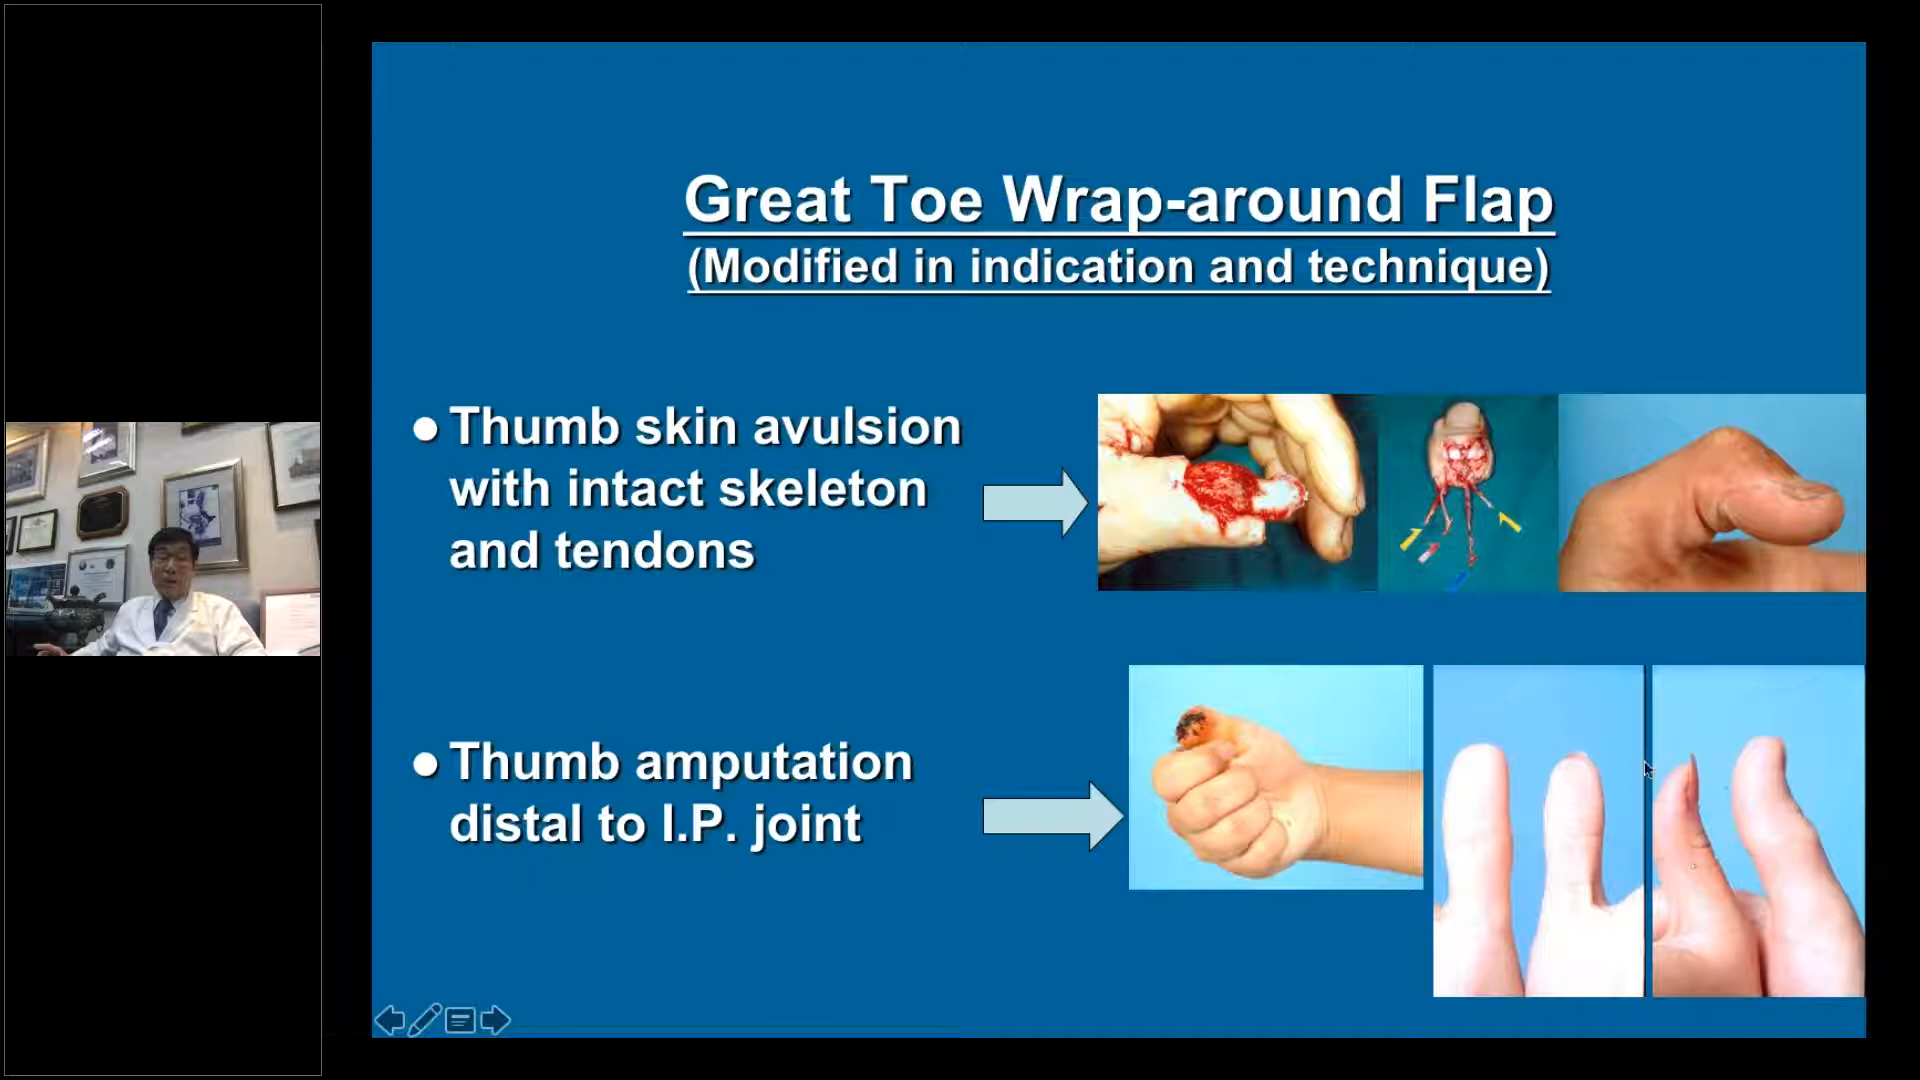 Great Toe Wrap-around Flap
(Modified in indication and technique)
● Thumb skin avulsion
with intact skeleton
and tendons
● Thumb amputation
distal to I.P. joint